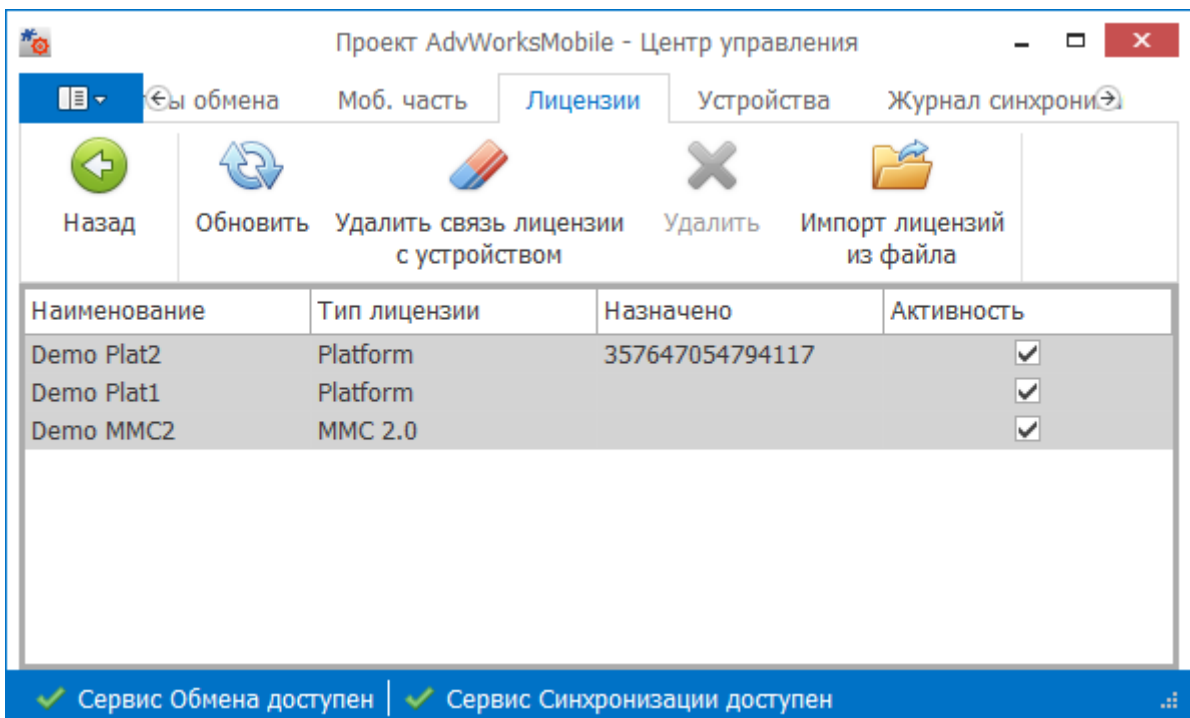 Проект AdvWorksMobile - Центр управления
ы обмена Моб. часть Лицензии Устройства Журнал синхрони
Назад Обновить Удалить связь лицензии с устройством Удалить Импорт лицензий из файла
Наименование Тип лицензии Назначено Активность
Demo Plat2 Platform 357647054794117
Demo Plat1 Platform
Demo MMC2 MMC 2.0
Сервис Обмена доступен Сервис Синхронизации доступен